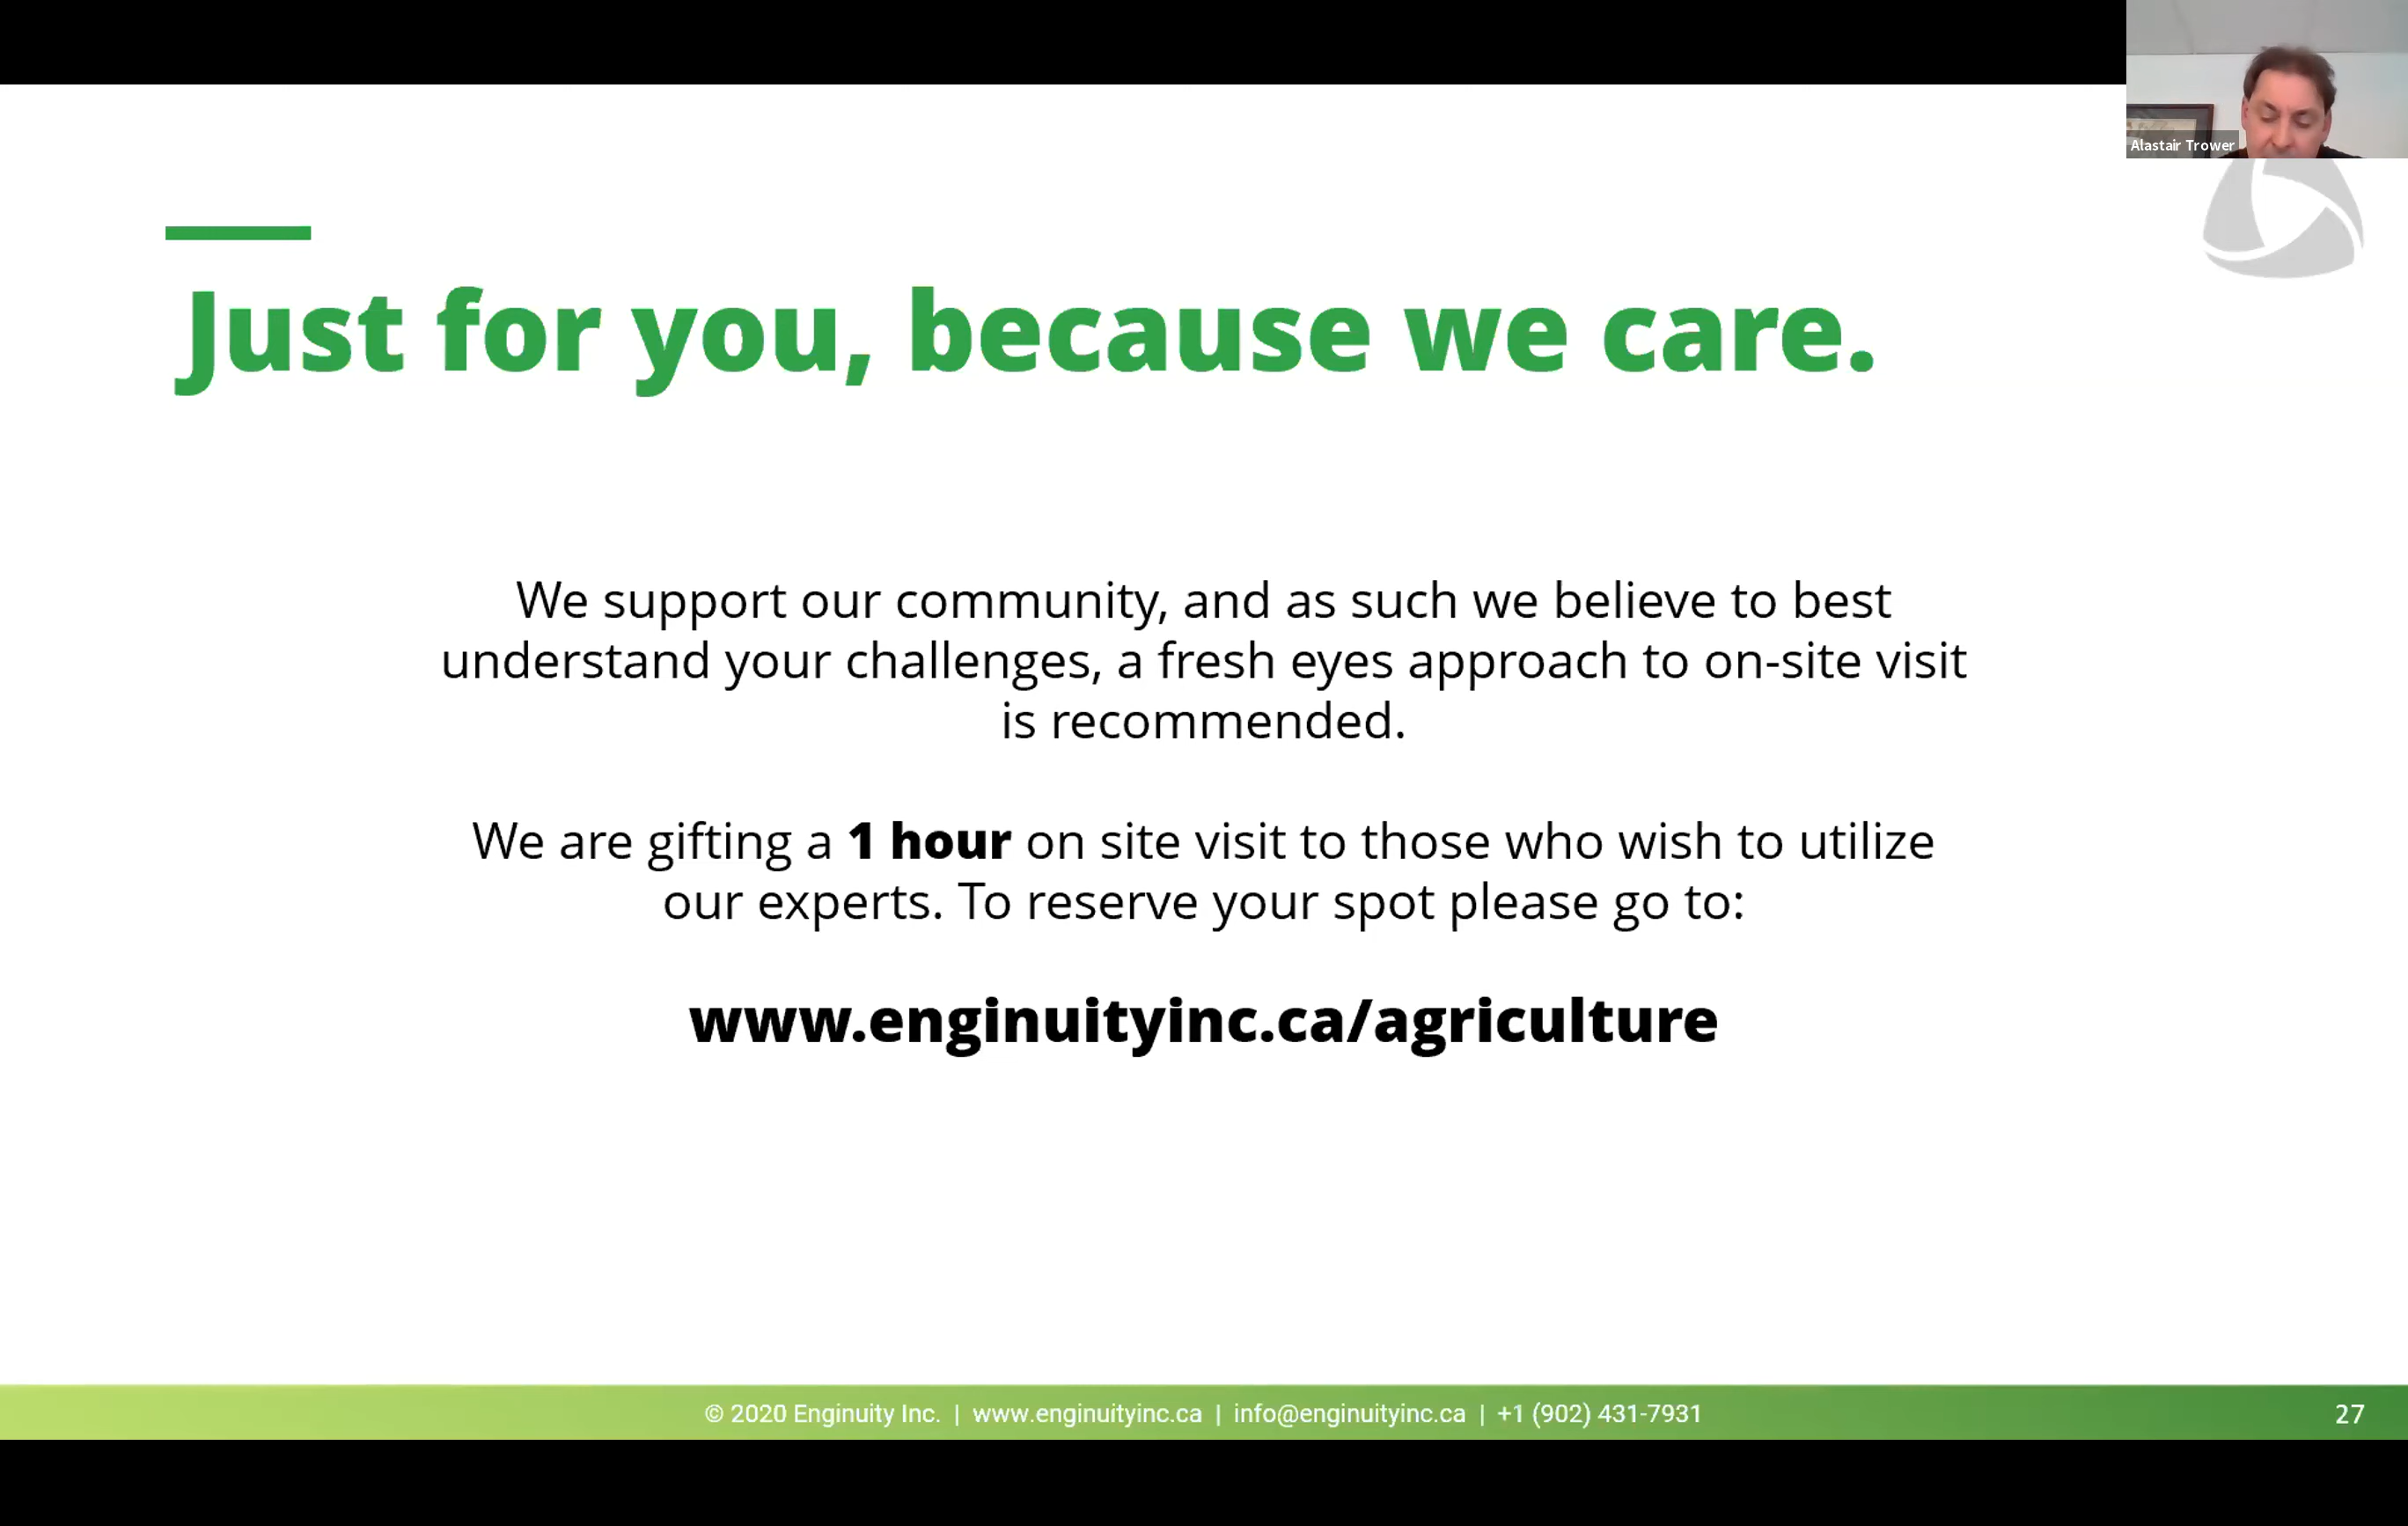 Alastair Trower
Just for you, because we care.
We support our community, and as such we believe to best
understand your challenges, a fresh eyes approach to on-site visit
is recommended.
We are gifting a 1 hour on site visit to those who wish to utilize
our experts. To reserve your spot please go to:
www.enginuityinc.ca/agriculture
© 2020 Enginuity Inc. | www.enginuityinc.ca | info@enginuityinc.ca | +1 (902) 431-7931
27